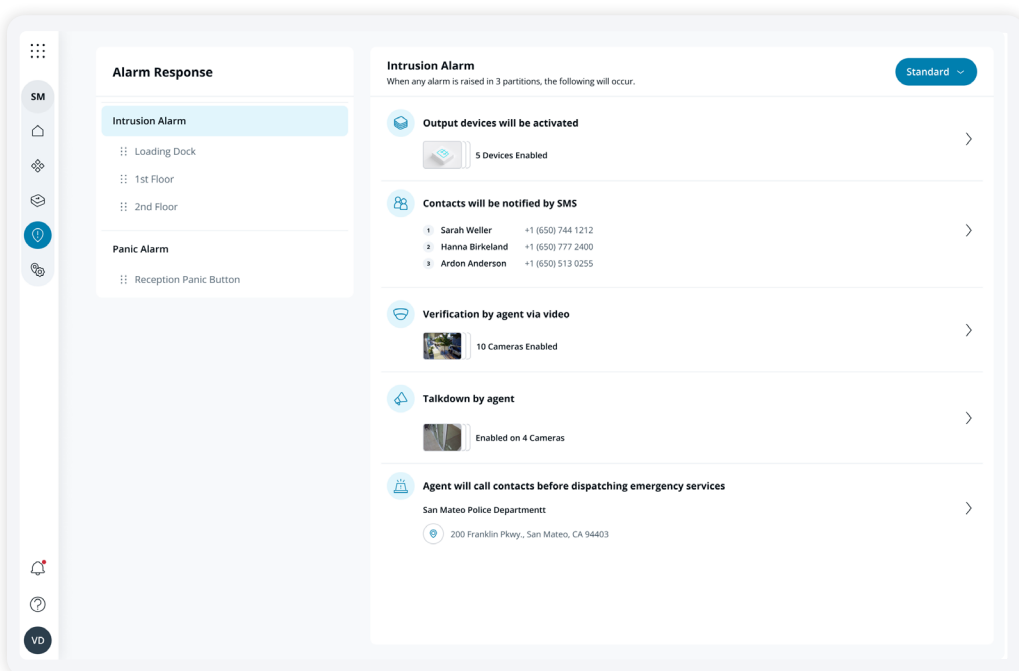 SM
VD
Alarm Response
Intrusion Alarm
Loading Dock
1st Floor
2nd Floor
Panic Alarm
Reception Panic Button
Intrusion Alarm
When any alarm is raised in 3 partitions, the following will occur.
Standard
Output devices will be activated
5 Devices Enabled
Contacts will be notified by SMS
1 Sarah Weller +1 (650) 744 1212
2 Hanna Birkeland +1 (650) 777 2400
3 Ardon Anderson +1 (650) 513 0255
Verification by agent via video
10 Cameras Enabled
Talkdown by agent
Enabled on 4 Cameras
Agent will call contacts before dispatching emergency services
San Mateo Police Departmentt
200 Franklin Pkwy., San Mateo, CA 94403